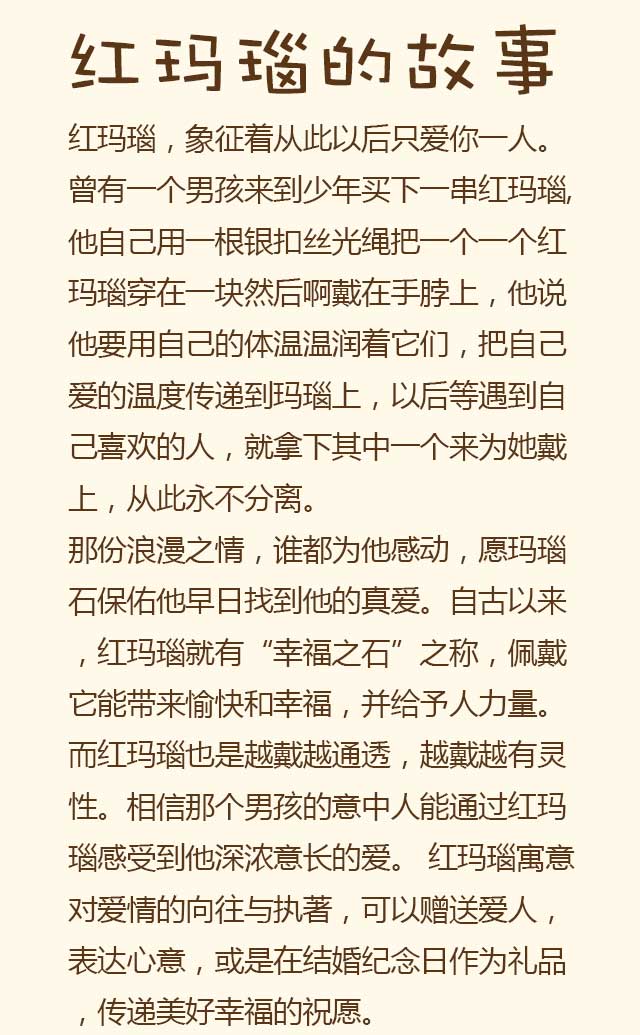 红玛瑙的故事
红玛瑙，象征着从此以后只爱你一人。
曾有一个男孩来到少年买下一串红玛瑙,
他自己用一根银扣丝光绳把一个一个红
玛瑙穿在一块然后啊戴在手脖上，他说
他要用自己的体温温润着它们，把自己
爱的温度传递到玛瑙上，以后等遇到自
己喜欢的人，就拿下其中一个来为她戴
上，从此永不分离。
那份浪漫之情，谁都为他感动，愿玛瑙
石保佑他早日找到他的真爱。自古以来
，红玛瑙就有“幸福之石”之称，佩戴
它能带来愉快和幸福，并给予人力量。
而红玛瑙也是越戴越通透，越戴越有灵
性。相信那个男孩的意中人能通过红玛
瑙感受到他深浓意长的爱。 红玛瑙寓意
对爱情的向往与执著，可以赠送爱人，
表达心意，或是在结婚纪念日作为礼品
，传递美好幸福的祝愿。